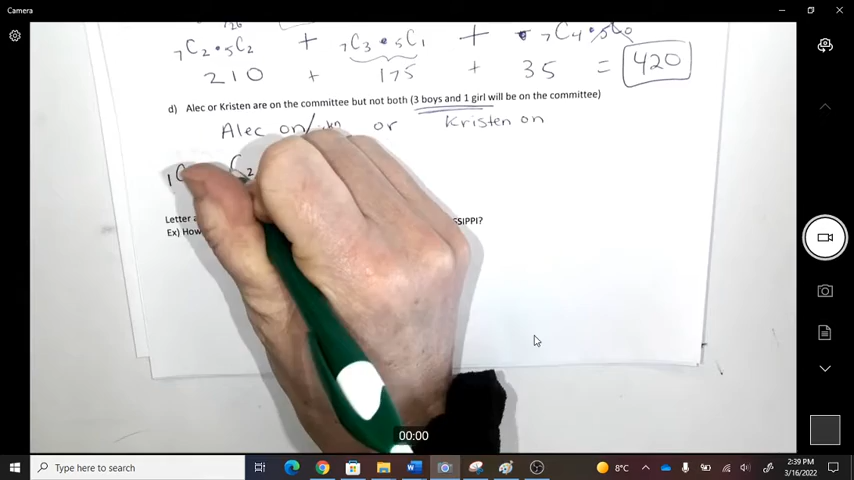 Camera
₇C₂ • ₅C₂ + ₇C₃ • ₅C₁ + ₇C₄ • ₅C₀
210 + 175 + 35 = 420
d) Alec or Kristen are on the committee but not both (3 boys and 1 girl will be on the committee)
Alec on/ or Kristen on
₁C C₂
Letter SSIPPI?
Ex) How
00:00
Type here to search
8°C
2:39 PM
3/16/2022